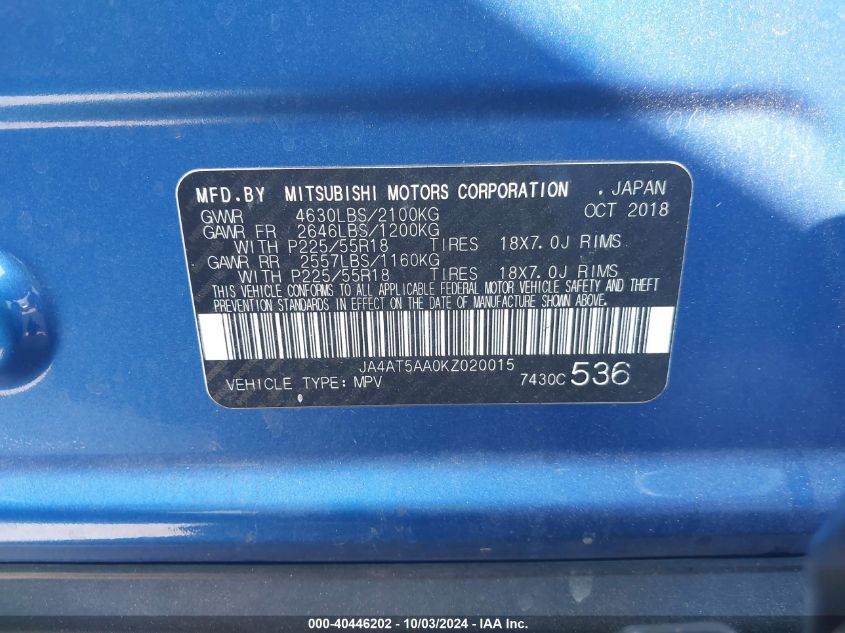 MFD.BY MITSUBISHI MOTORS CORPORATION . JAPAN
GVWR 4630LBS/2100KG OCT 2018
GAWR FR 2646LBS/1200KG
WITH P225/55R18 TIRES 18X7.0J RIMS
GAWR RR 2557LBS/1160KG
WITH P225/55R18 TIRES 18X7.0J RIMS
THIS VEHICLE CONFORMS TO ALL APPLICABLE FEDERAL MOTOR VEHICLE SAFETY AND THEFT
PREVENTION STANDARDS IN EFFECT ON THE DATE OF MANUFACTURE SHOWN ABOVE.
JA4AT5AA0KZ020015
VEHICLE TYPE: MPV 7430C 536
000-40446202 - 10/03/2024 - IAA Inc.